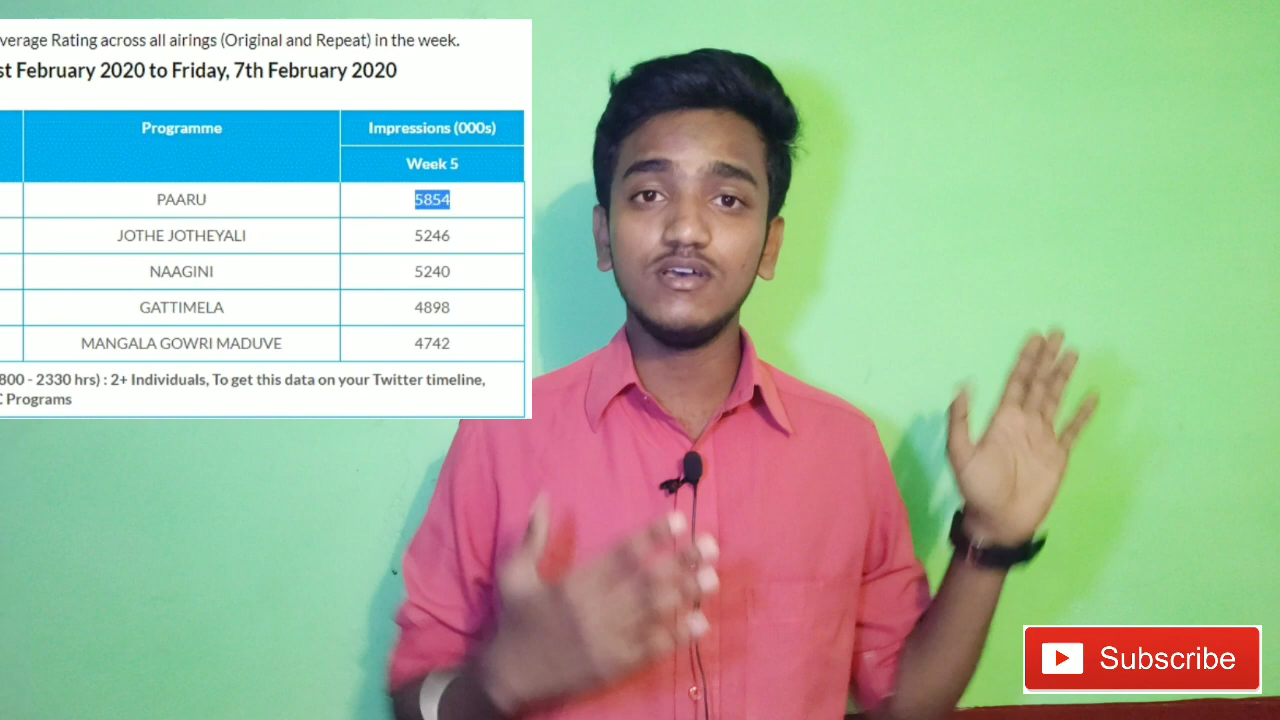 verage Rating across all airings (Original and Repeat) in the week.
st February 2020 to Friday, 7th February 2020
Programme Impressions (000s)
Week 5
PAARU 5854
JOTHE JOTHEYALI 5246
NAAGINI 5240
GATTIMELA 4898
MANGALA GOWRI MADUVE 4742
800 - 2330 hrs) : 2+ Individuals, To get this data on your Twitter timeline,
C Programs
Subscribe